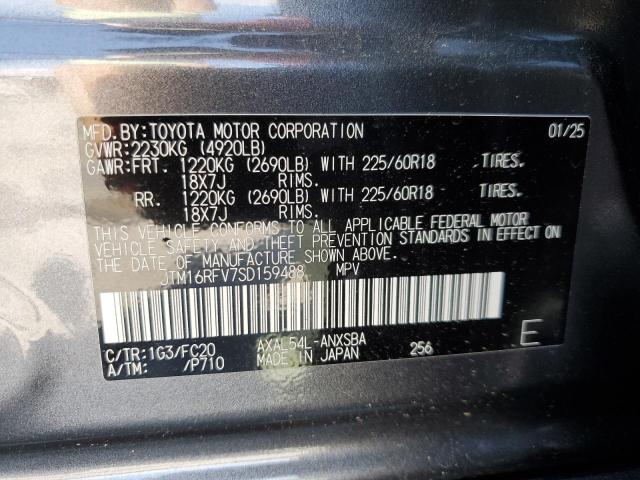 MFD.BY:TOYOTA MOTOR CORPORATION 01/25
GVWR:2230KG (4920LB)
GAWR:FRT. 1220KG (2690LB) WITH 225/60R18 TIRES.
18X7J RIMS.
RR. 1220KG (2690LB) WITH 225/60R18 TIRES.
18X7J RIMS.
THIS VEHICLE CONFORMS TO ALL APPLICABLE FEDERAL MOTOR
VEHICLE SAFETY AND THEFT PREVENTION STANDARDS IN EFFECT ON
THE DATE OF MANUFACTURE SHOWN ABOVE.
JTM16RFV7SD159488 MPV
C/TR:1G3/FC20 AXAL54L-ANXSBA 256 E
A/TM: /P710 MADE IN JAPAN